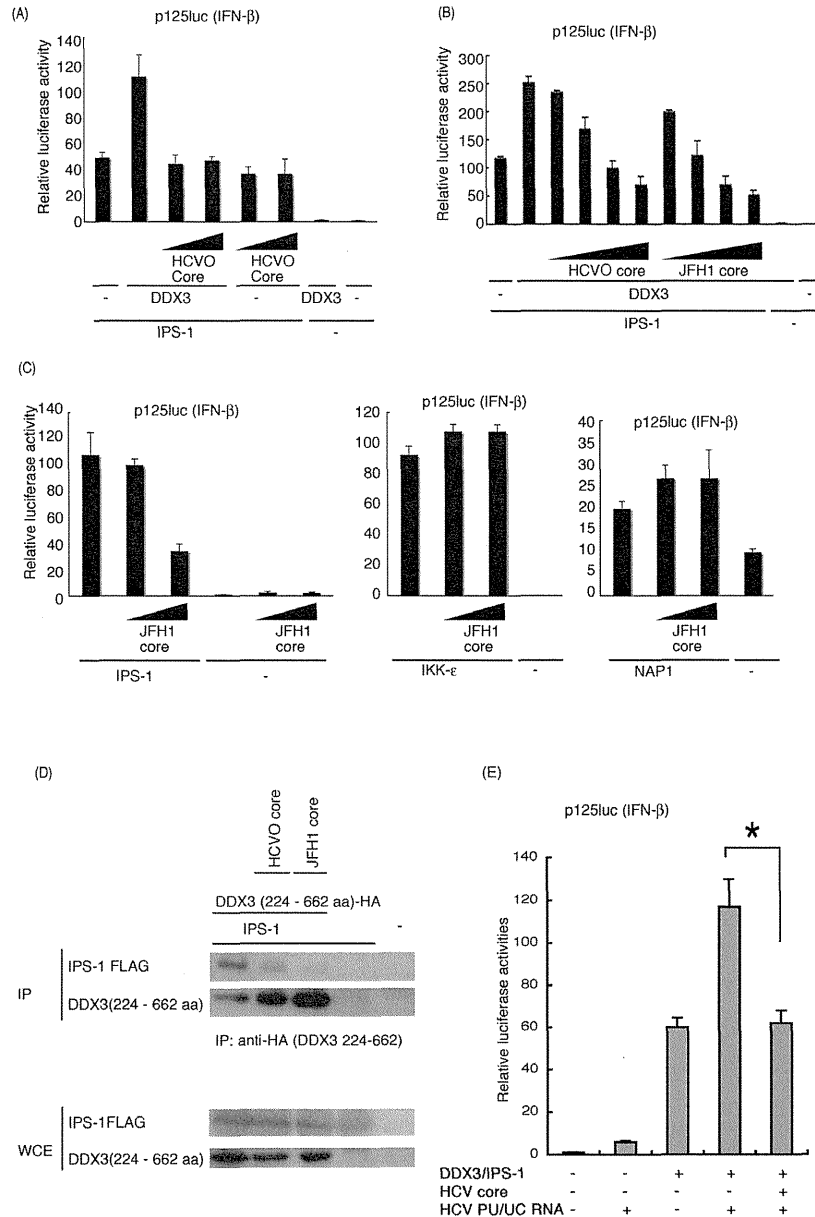 (A)
p125luc (IFN-β)
Relative luciferase activity
140
120
100
80
60
40
20
0
HCVO
Core
HCVO
Core
-
DDX3
-
DDX3
-
IPS-1
-
(B)
p125luc (IFN-β)
Relative luciferase activity
300
250
200
150
100
50
0
HCVO core
JFH1 core
-
DDX3
-
IPS-1
-
(C)
p125luc (IFN-β)
Relative luciferase activity
140
120
100
80
60
40
20
0
JFH1
core
JFH1
core
IPS-1
-
p125luc (IFN-β)
120
100
80
60
40
20
0
JFH1
core
IKK-ε
-
p125luc (IFN-β)
40
35
30
25
20
15
10
5
0
JFH1
core
NAP1
-
(D)
HCVO core
JFH1 core
DDX3 (224 - 662 aa)-HA
IPS-1
-
IP
IPS-1 FLAG
DDX3(224 - 662 aa)
IP: anti-HA (DDX3 224-662)
WCE
IPS-1FLAG
DDX3(224 - 662 aa)
(E)
p125luc (IFN-β)
*
Relative luciferase activities
140
120
100
80
60
40
20
0
DDX3/IPS-1 - - + + +
HCV core - - - - +
HCV PU/UC RNA - + - + +